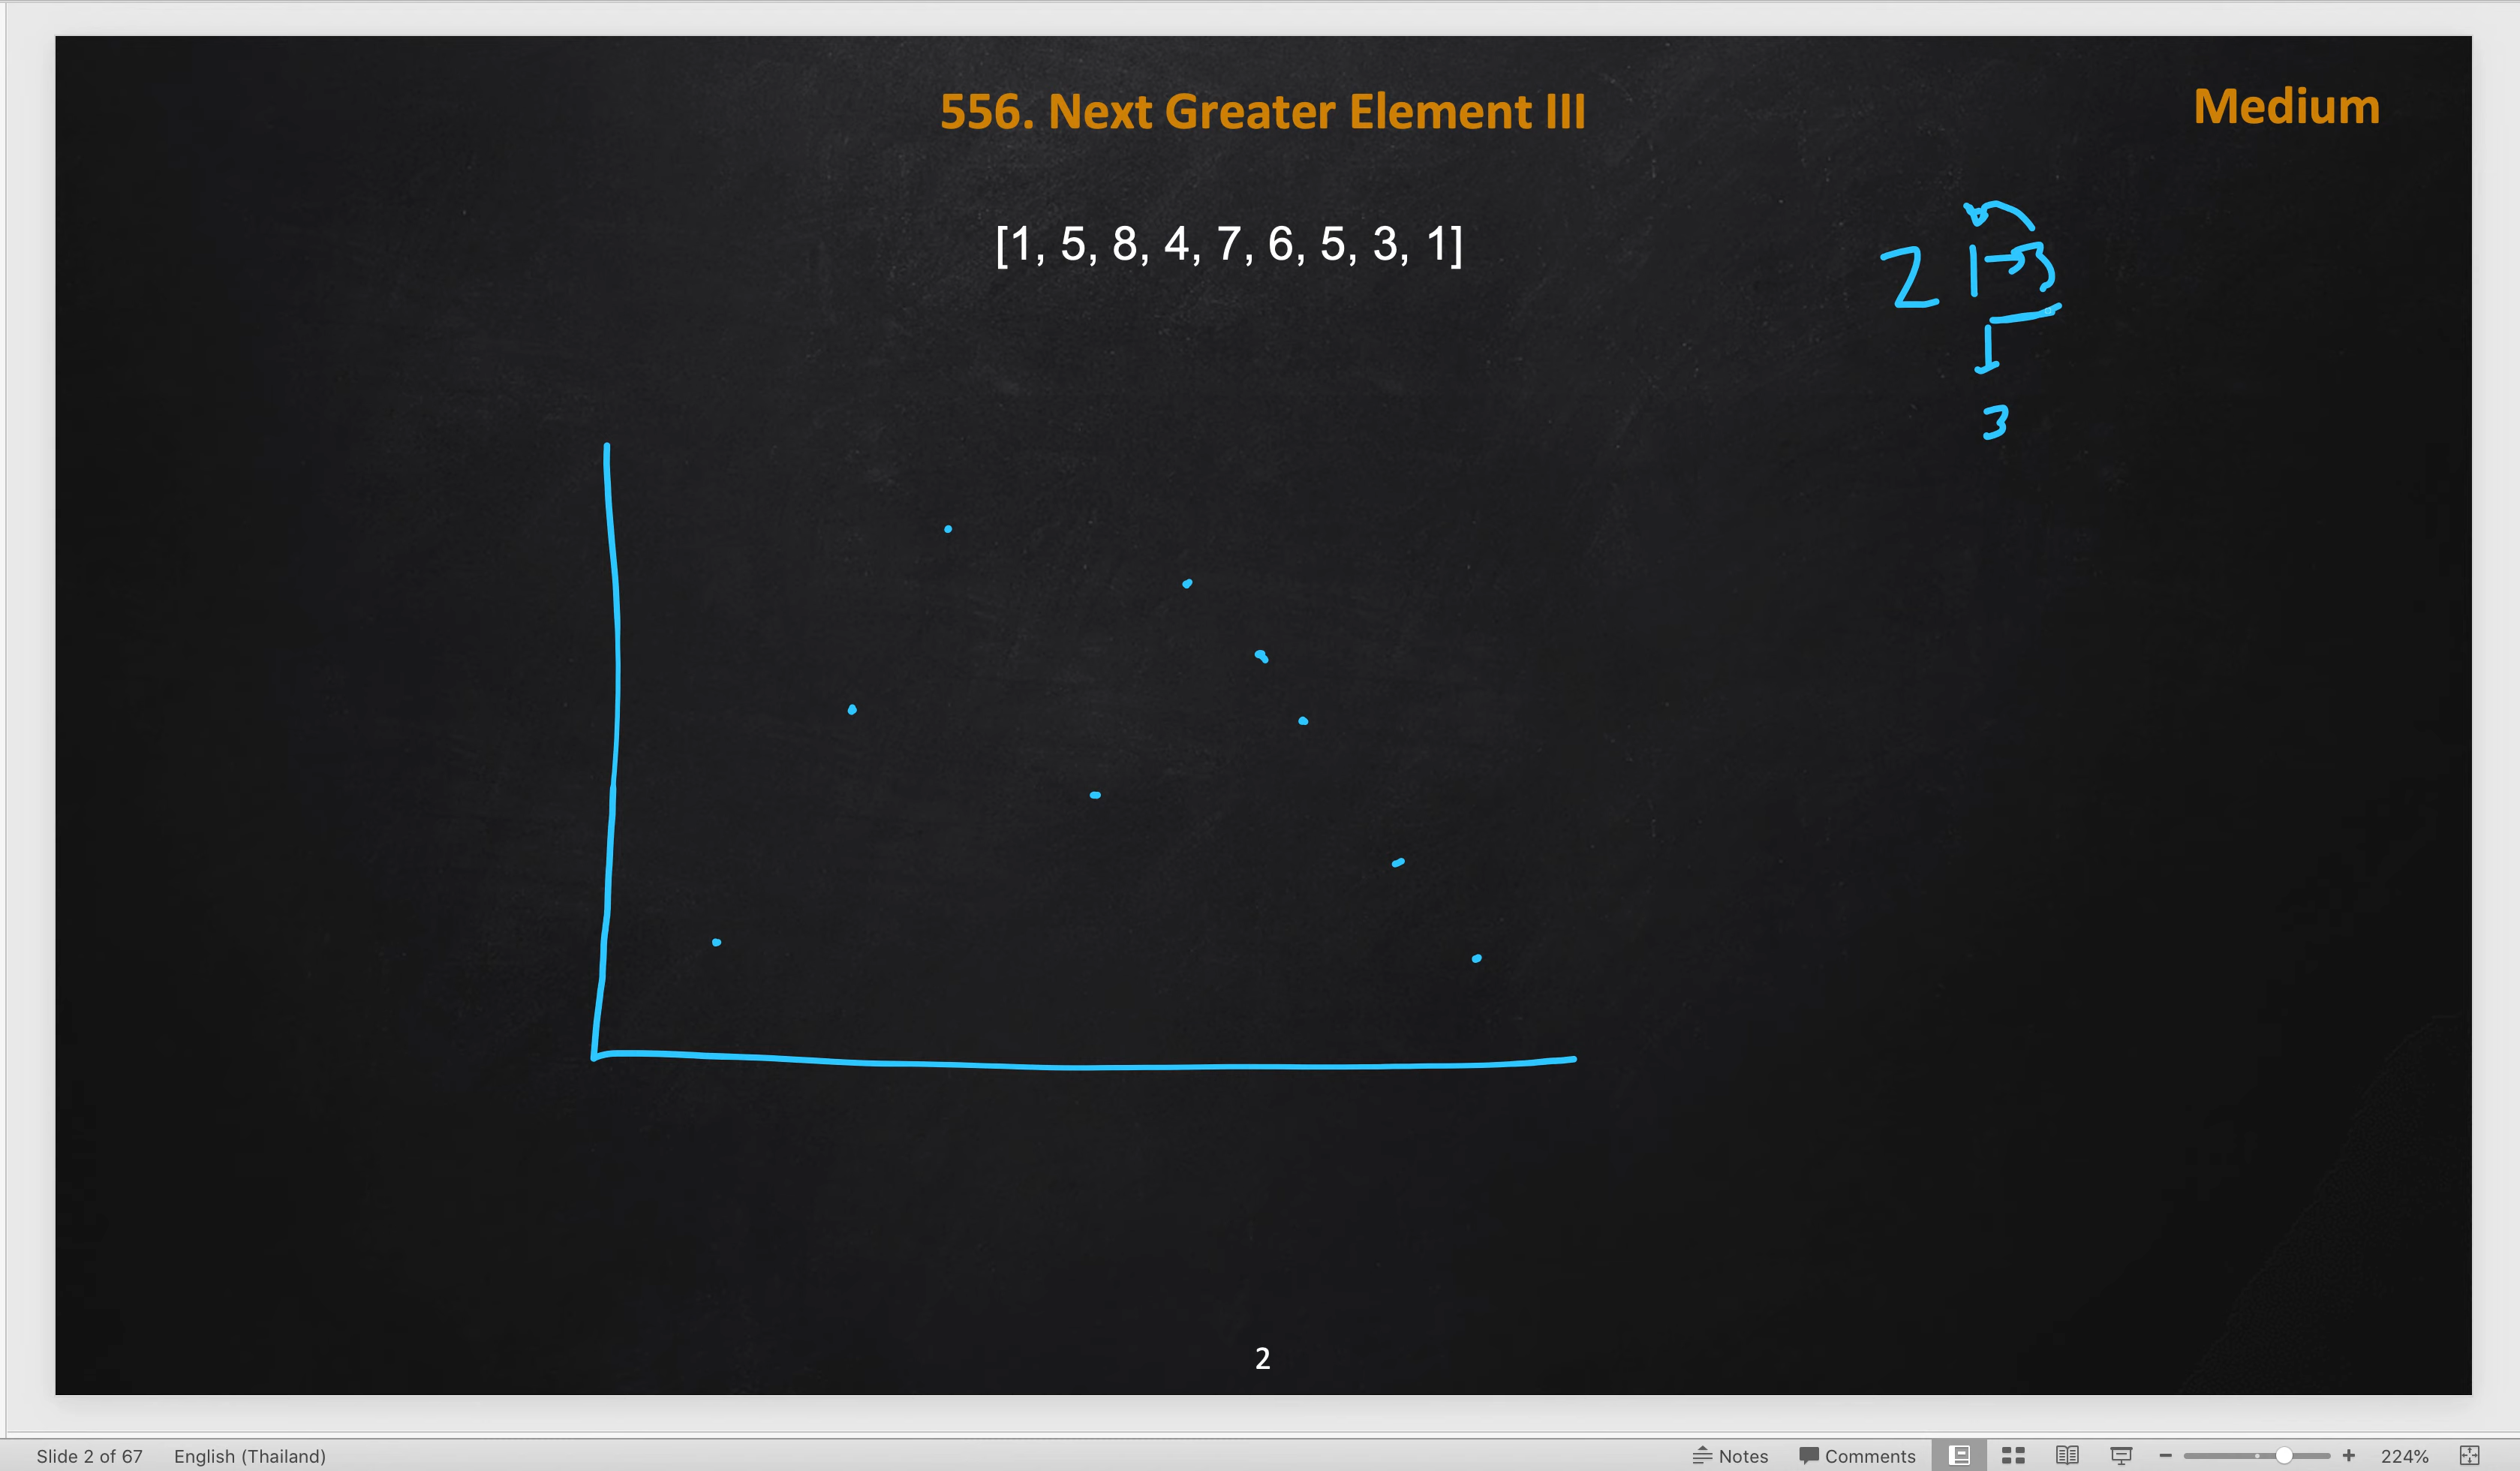 556. Next Greater Element III
Medium
[1, 5, 8, 4, 7, 6, 5, 3, 1]
2 1 3
1
3
2
Slide 2 of 67
English (Thailand)
Notes
Comments
224%